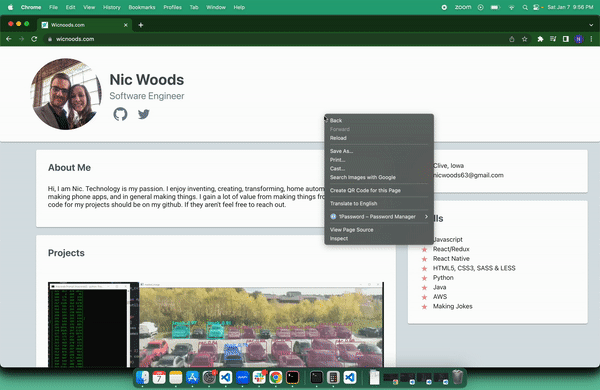 Chrome File Edit View History Bookmarks Profiles Tab Window Help
zoom
Sat Jan 7 9:56 PM
Wicnoods.com
wicnoods.com
Nic Woods
Software Engineer
About Me
Hi, I am Nic. Technology is my passion. I enjoy inventing, creating, transforming, home autom
making phone apps, and in general making things. I gain a lot of value from making things fr
code for my projects should be on my github. If they aren't feel free to reach out.
Projects
Back
Forward
Reload
Save As...
Print...
Cast...
Search Images with Google
Create QR Code for this Page
Translate to English
1Password – Password Manager
View Page Source
Inspect
Clive, Iowa
nicwoods63@gmail.com
lls
Javascript
React/Redux
React Native
HTML5, CSS3, SASS & LESS
Python
Java
AWS
Making Jokes
7
zoom